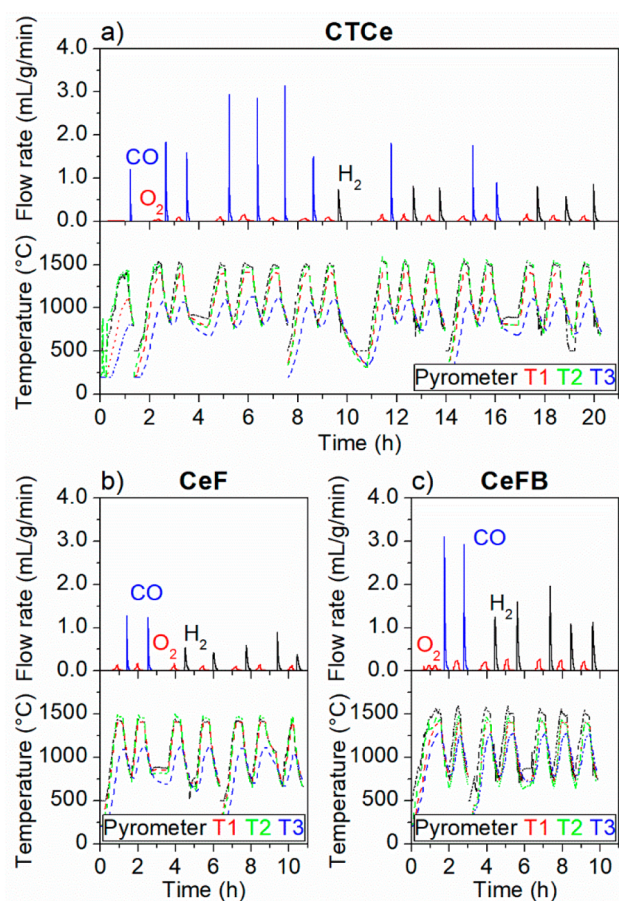 a) CTCe
Flow rate (mL/g/min)
4.0
3.0
2.0
1.0
0.0
CO
O2
H2
Temperature (°C)
1500
1000
500
0
Pyrometer T1 T2 T3
0 2 4 6 8 10 12 14 16 18 20
Time (h)
b) CeF
Flow rate (mL/g/min)
4.0
3.0
2.0
1.0
0.0
CO
O2
H2
Temperature (°C)
1500
1000
500
0
Pyrometer T1 T2 T3
0 2 4 6 8 10
Time (h)
c) CeFB
Flow rate (mL/g/min)
4.0
3.0
2.0
1.0
0.0
CO
O2
H2
Temperature (°C)
1500
1000
500
0
Pyrometer T1 T2 T3
0 2 4 6 8 10
Time (h)